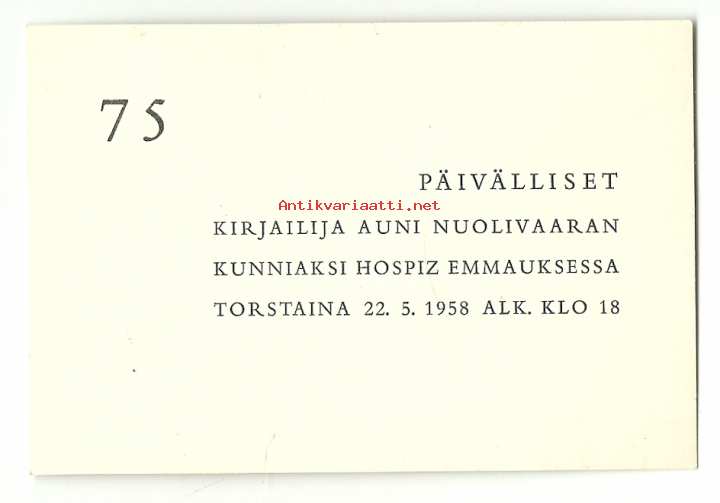 75
PÄIVÄLLISET
Antikvariaatti.net
KIRJAILIJA AUNI NUOLIVAARAN
KUNNIAKSI HOSPIZ EMMAUKSESSA
TORSTAINA 22. 5. 1958 ALK. KLO 18